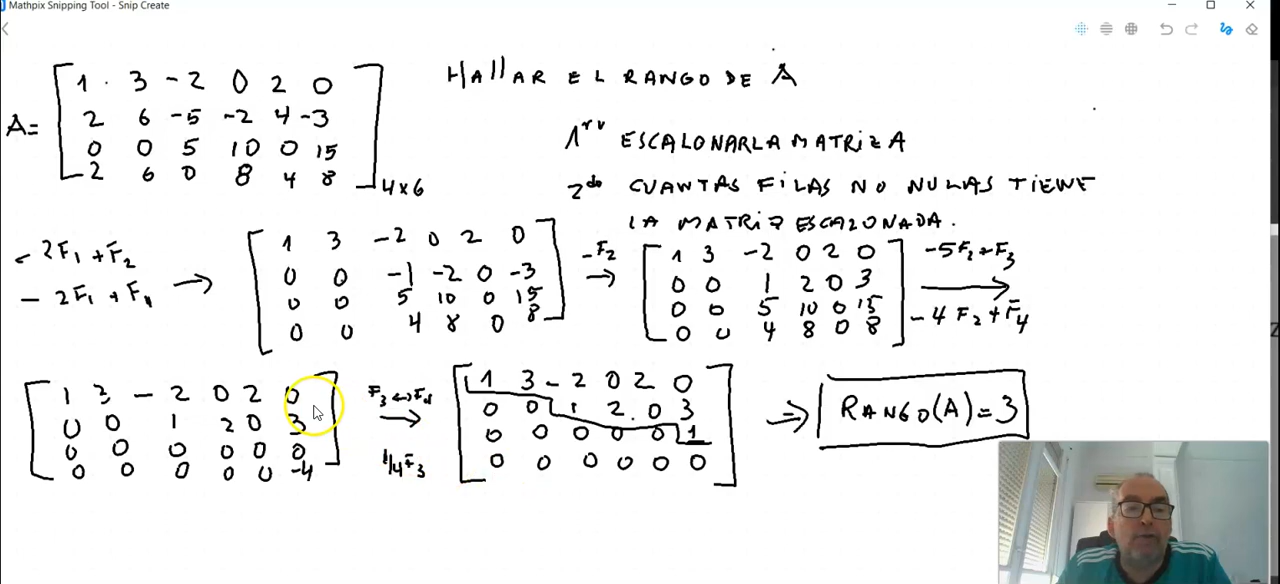 Mathpix Snipping Tool - Snip Create
HALLAR EL RANGO DE A
A= [ 1 3 -2 0 2 0
2 6 -5 -2 4 -3
0 0 5 10 0 15
2 6 0 8 4 8 ] 4x6
1ro ESCALONAR LA MATRIZ A
2do CUANTAS FILAS NO NULAS TIENE
LA MATRIZ ESCALONADA.
-2F1 + F2
-2F1 + F4 →
[ 1 3 -2 0 2 0
0 0 -1 -2 0 -3
0 0 5 10 0 15
0 0 4 8 0 8 ]
-F2 →
[ 1 3 -2 0 2 0
0 0 1 2 0 3
0 0 5 10 0 15
0 0 4 8 0 8 ]
-5F2 + F3
→
-4F2 + F4
[ 1 3 -2 0 2 0
0 0 1 2 0 3
0 0 0 0 0 0
0 0 0 0 0 -4 ]
F3 ↔ F4
→
1/4 F3
[ 1 3 -2 0 2 0
0 0 1 2 0 3
0 0 0 0 0 1
0 0 0 0 0 0 ]
⇒ RANGO(A) = 3